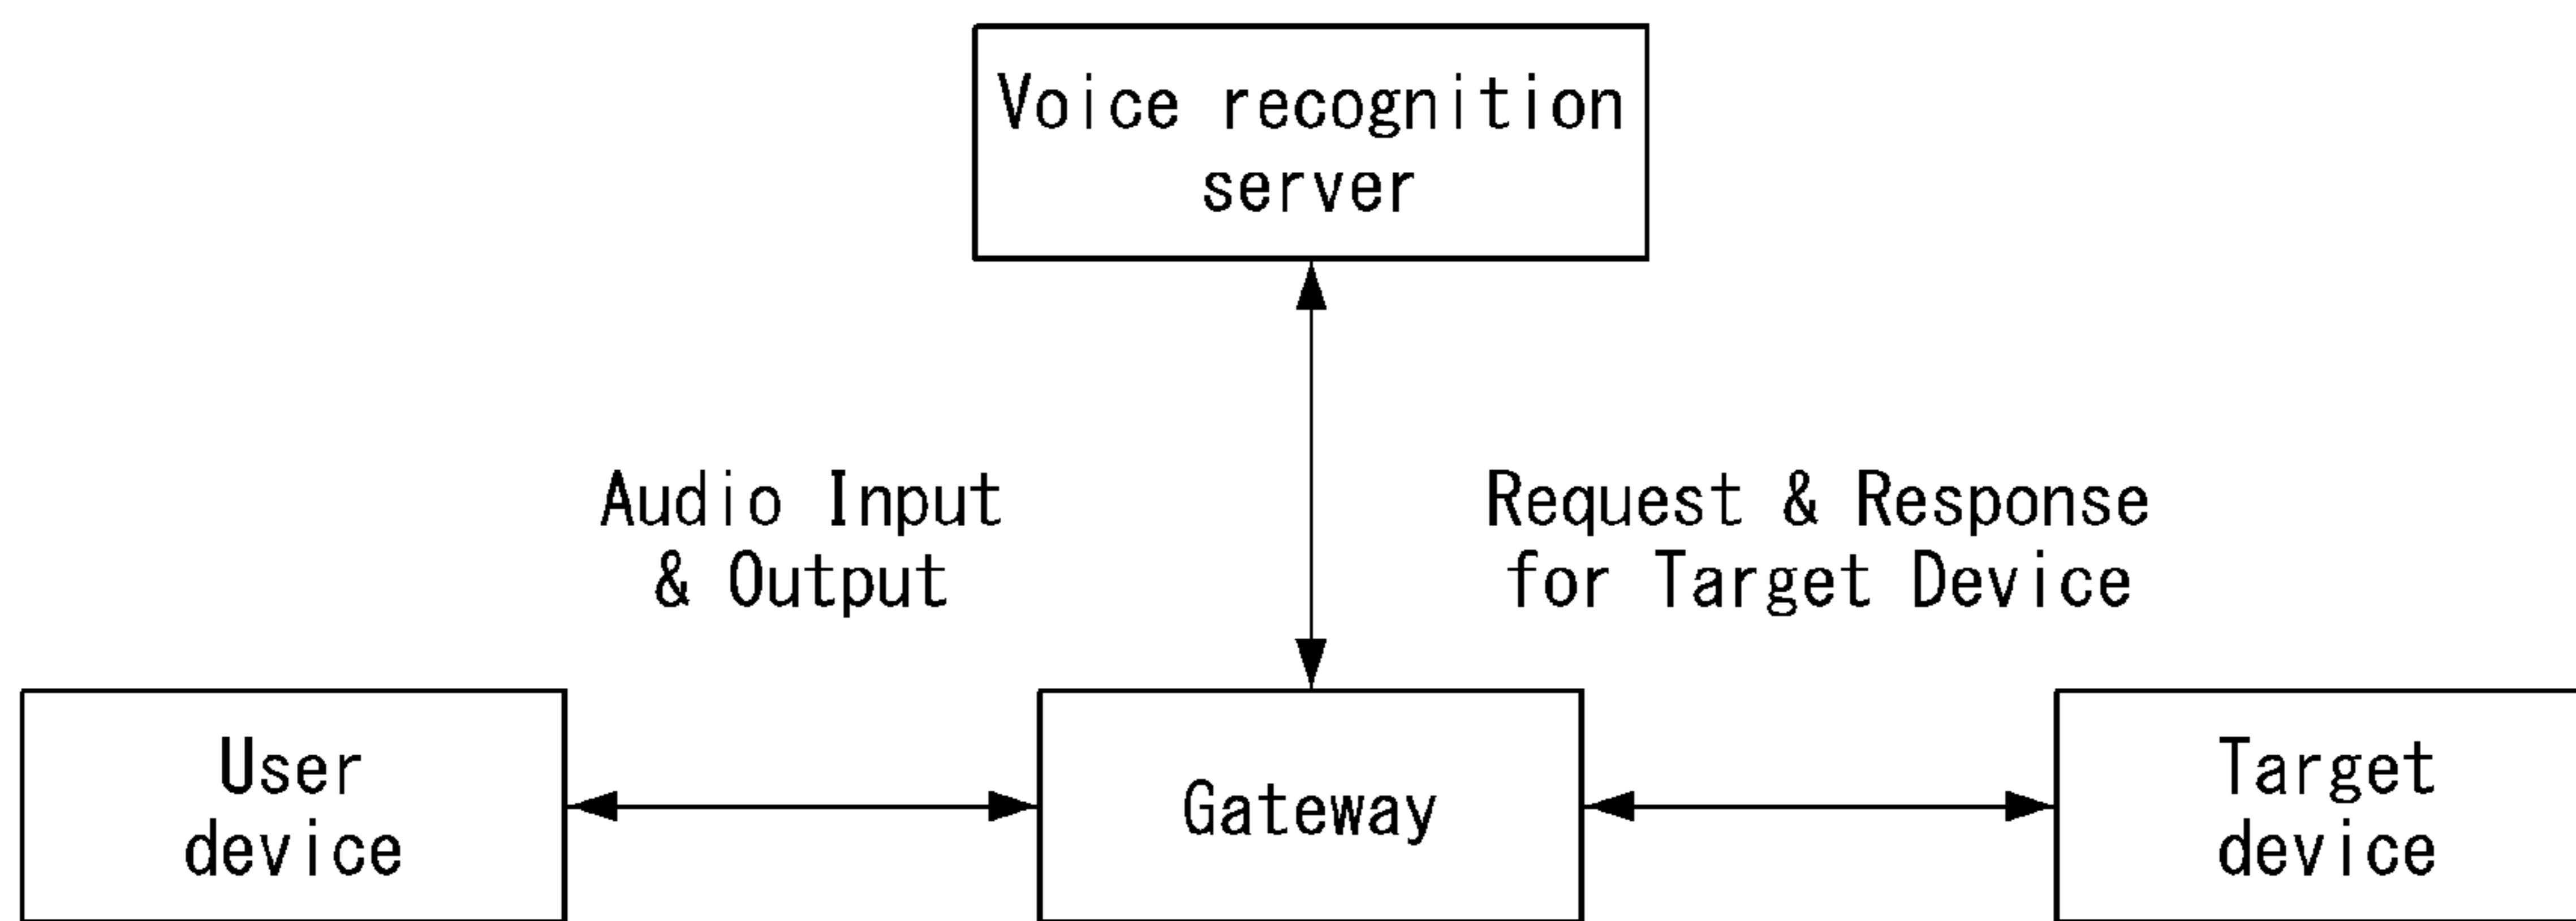 Voice recognition
server
Audio Input
& Output
Request & Response
for Target Device
User
device
Gateway
Target
device